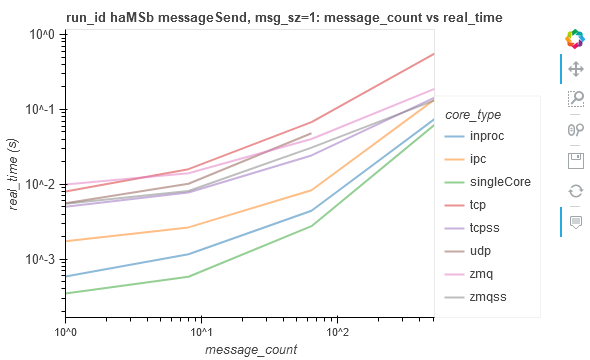 run_id haMSb messageSend, msg_sz=1: message_count vs real_time
10^0
10^-1
10^-2
10^-3
real_time (s)
10^0
10^1
10^2
message_count
core_type
inproc
ipc
singleCore
tcp
tcpss
udp
zmq
zmqss